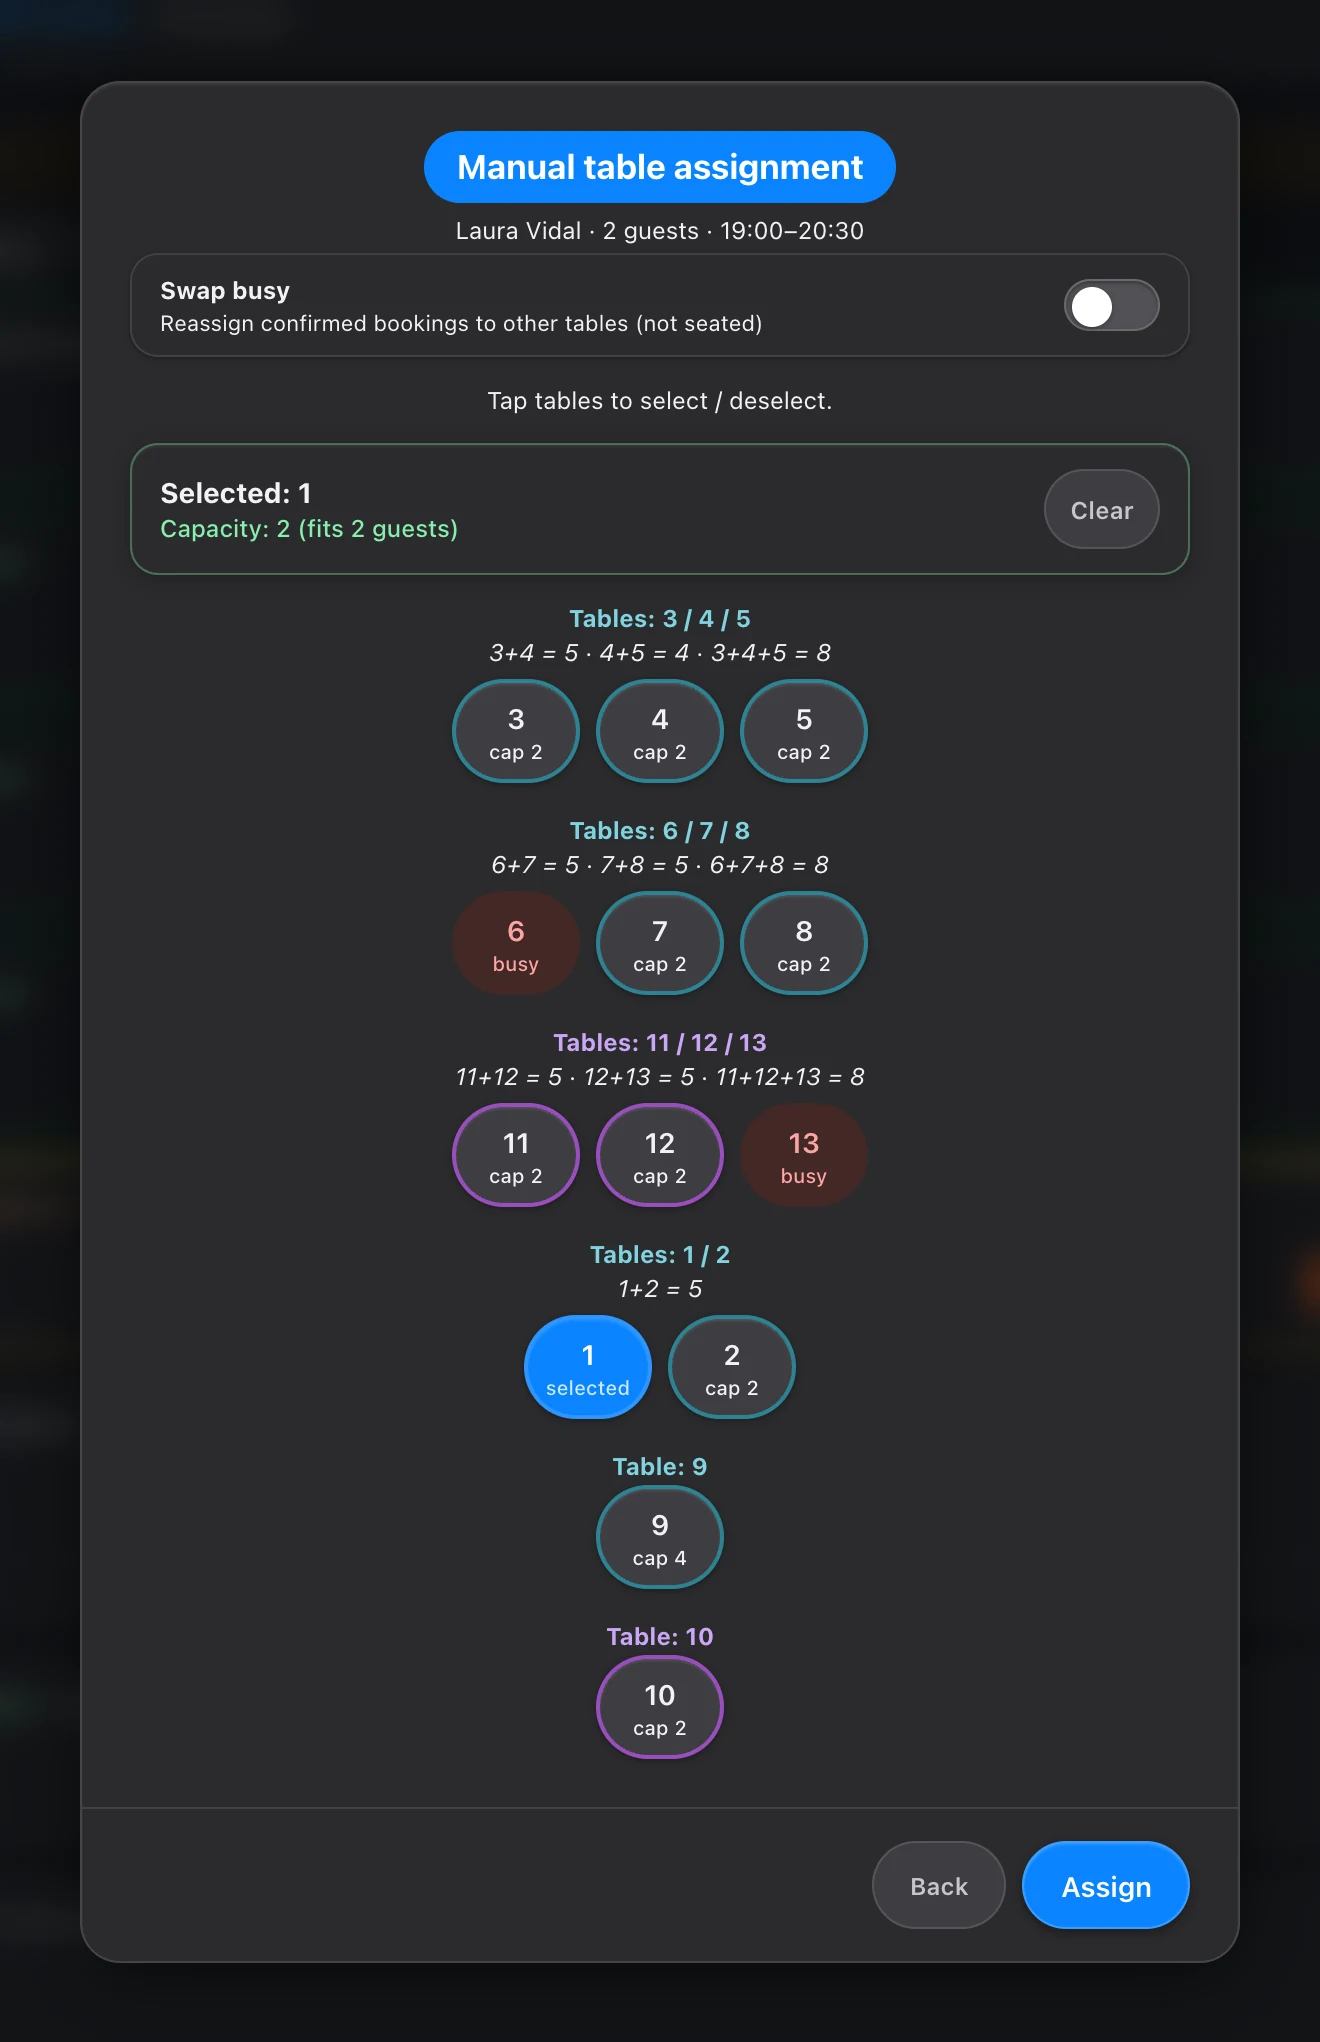 Manual table assignment
Laura Vidal · 2 guests · 19:00–20:30
Swap busy
Reassign confirmed bookings to other tables (not seated)
Tap tables to select / deselect.
Selected: 1
Capacity: 2 (fits 2 guests)
Clear
Tables: 3 / 4 / 5
3+4 = 5 · 4+5 = 4 · 3+4+5 = 8
3 4 5
cap 2 cap 2 cap 2
Tables: 6 / 7 / 8
6+7 = 5 · 7+8 = 5 · 6+7+8 = 8
6 7 8
busy cap 2 cap 2
Tables: 11 / 12 / 13
11+12 = 5 · 12+13 = 5 · 11+12+13 = 8
11 12 13
cap 2 cap 2 busy
Tables: 1 / 2
1+2 = 5
1 2
selected cap 2
Table: 9
9
cap 4
Table: 10
10
cap 2
Back Assign